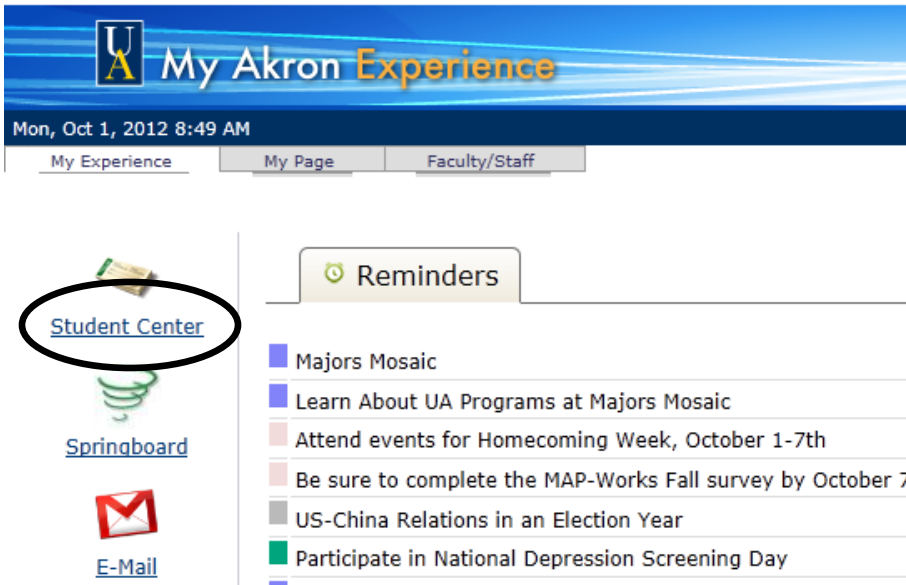 UA My Akron Experience
Mon, Oct 1, 2012 8:49 AM
My Experience My Page Faculty/Staff
Reminders
Student Center
Springboard
E-Mail
Majors Mosaic
Learn About UA Programs at Majors Mosaic
Attend events for Homecoming Week, October 1-7th
Be sure to complete the MAP-Works Fall survey by October 7
US-China Relations in an Election Year
Participate in National Depression Screening Day